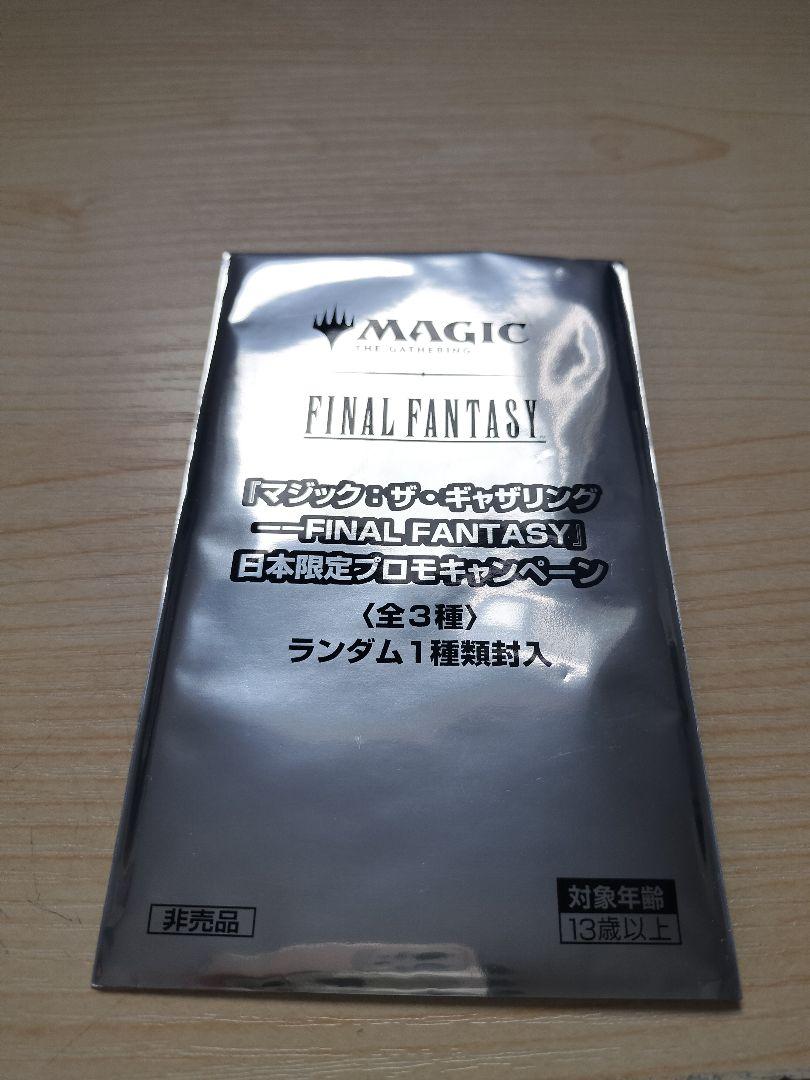 MAGIC
THE GATHERING
FINAL FANTASY
『マジック：ザ・ギャザリング
──FINAL FANTASY』
日本限定プロモキャンペーン
〈全3種〉
ランダム1種類封入
非売品
対象年齢
13歳以上